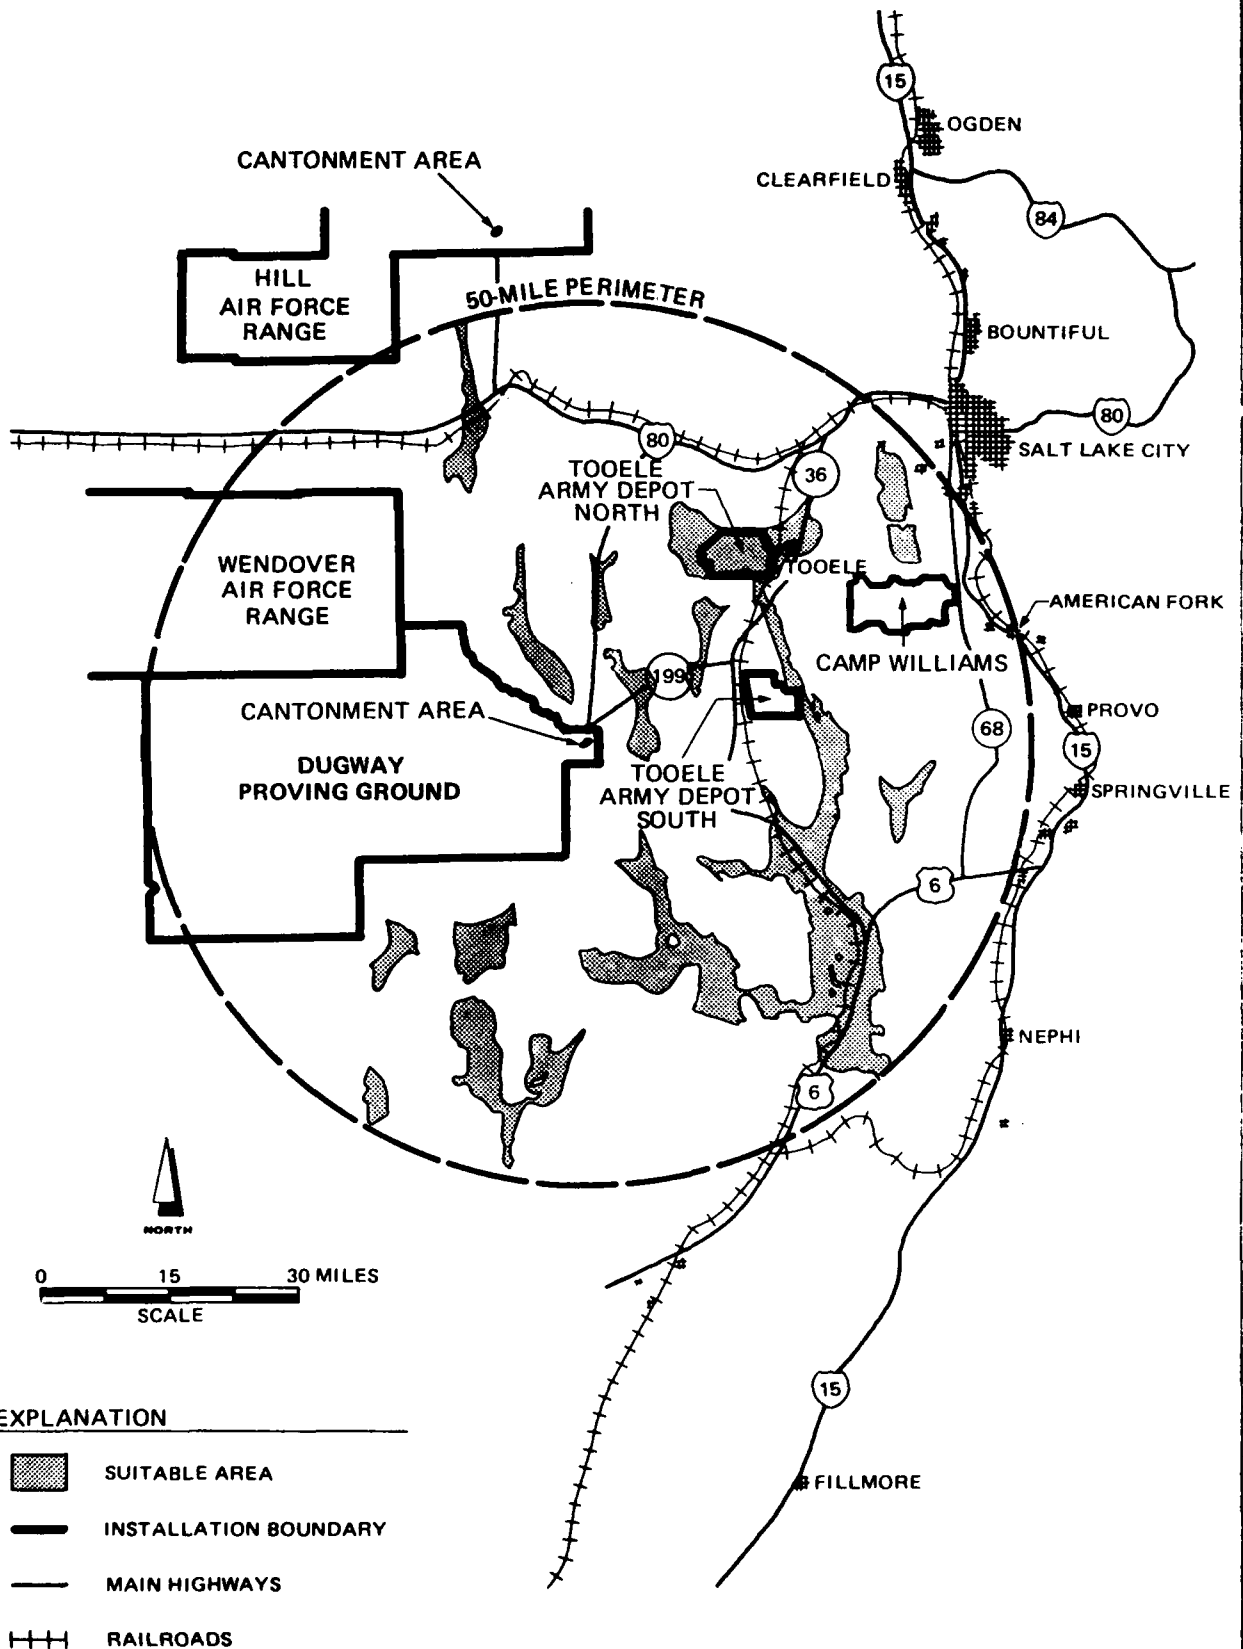 15
OGDEN
CANTONMENT AREA
CLEARFIELD
84
HILL
AIR FORCE
RANGE
50-MILE PERIMETER
BOUNTIFUL
80
SALT LAKE CITY
80
TOOELE
ARMY DEPOT
NORTH
36
WENDOVER
AIR FORCE
RANGE
TOOELE
AMERICAN FORK
CAMP WILLIAMS
199
CANTONMENT AREA
PROVO
68
15
DUGWAY
PROVING GROUND
TOOELE
ARMY DEPOT
SOUTH
SPRINGVILLE
6
NEPHI
6
NORTH
0 15 30 MILES
SCALE
15
EXPLANATION
FILLMORE
SUITABLE AREA
INSTALLATION BOUNDARY
MAIN HIGHWAYS
RAILROADS